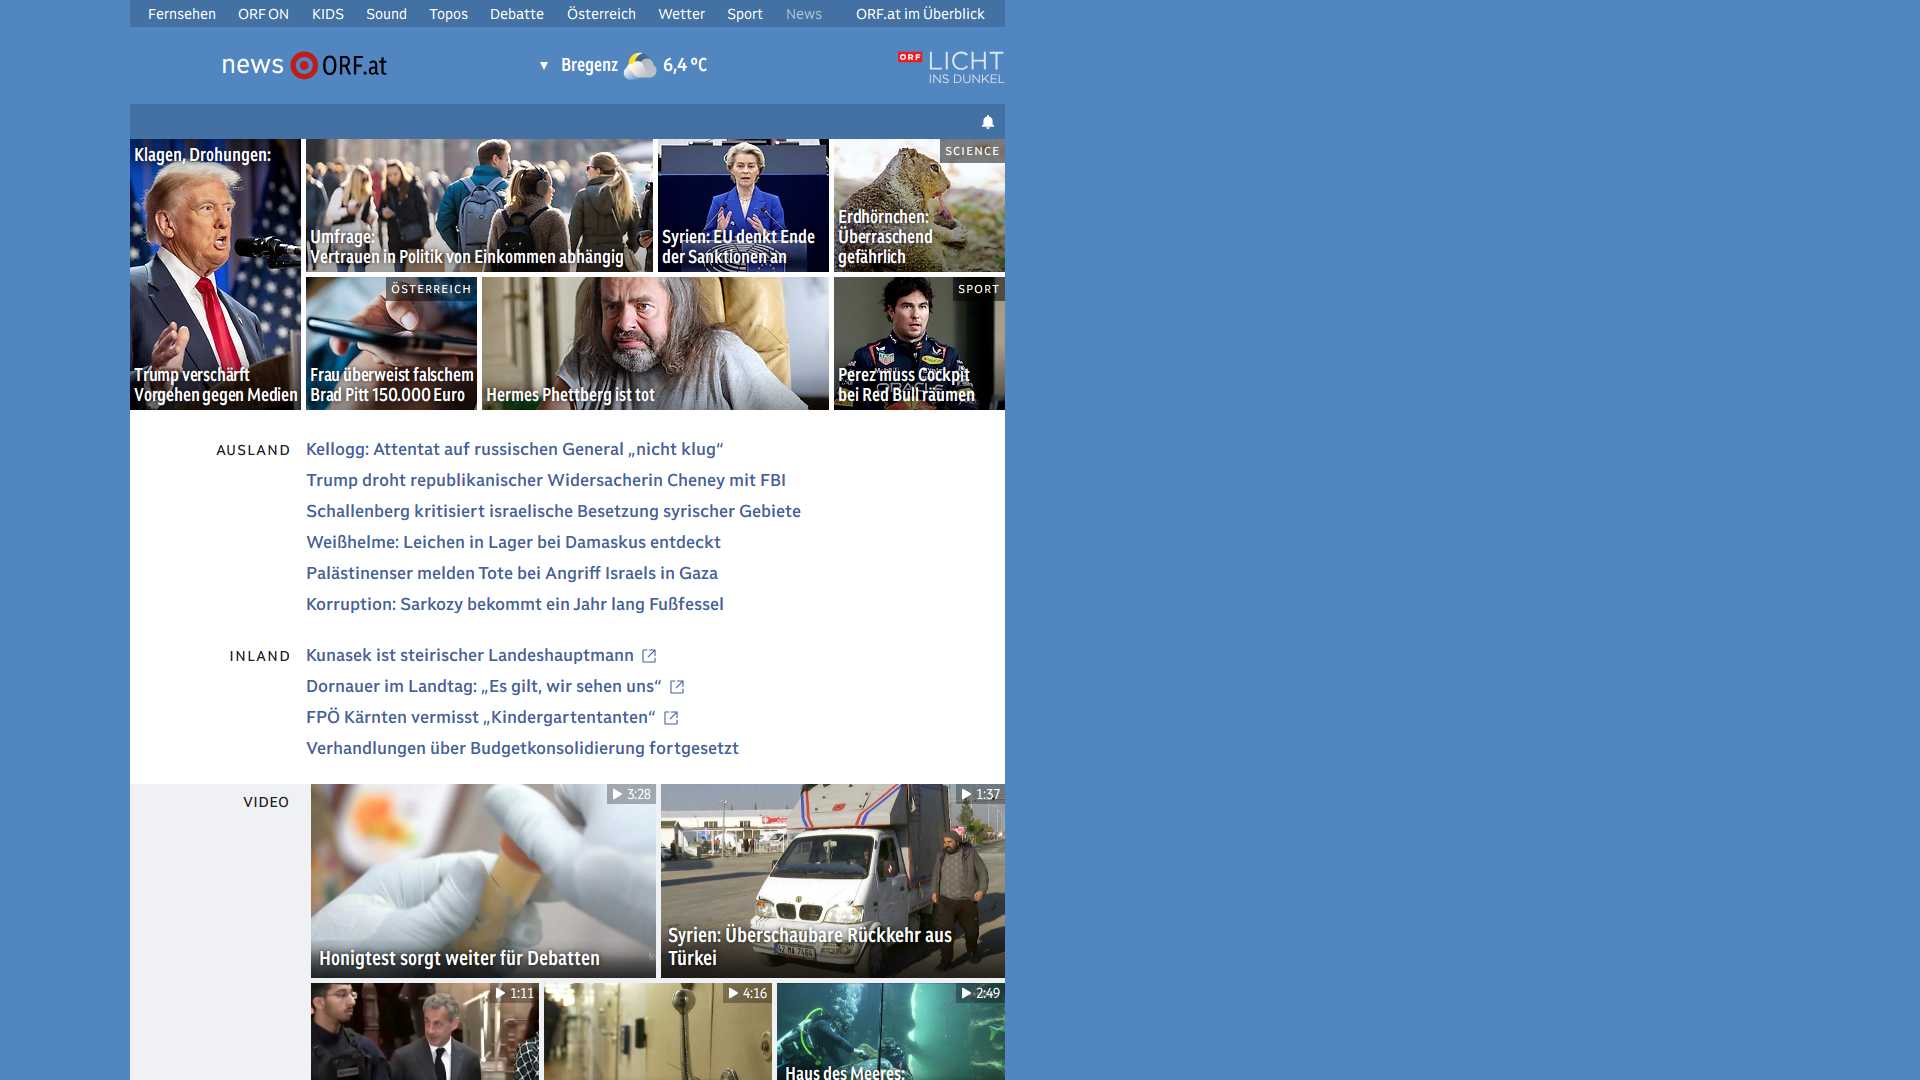 Fernsehen ORF ON KIDS Sound Topos Debatte Österreich Wetter Sport News ORF.at im Überblick
news ORF.at
Bregenz 6,4 °C
ORF LICHT
INS DUNKEL
Klagen, Drohungen:
Trump verschärft
Vorgehen gegen Medien
Umfrage:
Vertrauen in Politik von Einkommen abhängig
Syrien: EU denkt Ende
der Sanktionen an
SCIENCE
Erdhörnchen:
Überraschend
gefährlich
ÖSTERREICH
Frau überweist falschem
Brad Pitt 150.000 Euro
Hermes Phettberg ist tot
SPORT
Perez muss Cockpit
bei Red Bull räumen
AUSLAND
Kellogg: Attentat auf russischen General „nicht klug“
Trump droht republikanischer Widersacherin Cheney mit FBI
Schallenberg kritisiert israelische Besetzung syrischer Gebiete
Weißhelme: Leichen in Lager bei Damaskus entdeckt
Palästinenser melden Tote bei Angriff Israels in Gaza
Korruption: Sarkozy bekommt ein Jahr lang Fußfessel
INLAND
Kunasek ist steirischer Landeshauptmann
Dornauer im Landtag: „Es gilt, wir sehen uns“
FPÖ Kärnten vermisst „Kindergartentanten“
Verhandlungen über Budgetkonsolidierung fortgesetzt
VIDEO
3:28
Honigtest sorgt weiter für Debatten
1:37
Syrien: Überschaubare Rückkehr aus
Türkei
1:11
4:16
2:49
Haus des Meeres: